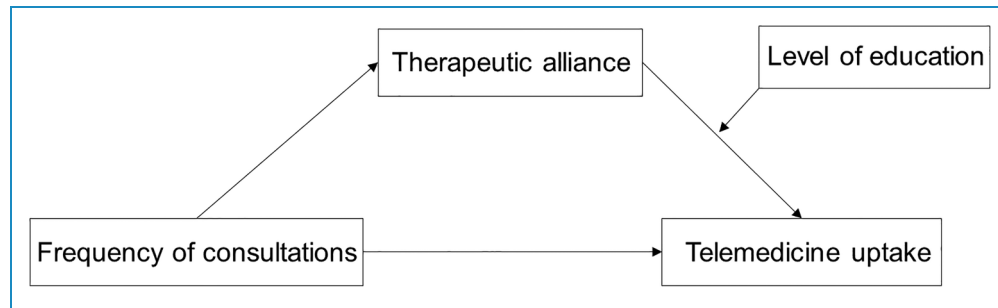 Therapeutic alliance
Level of education
Frequency of consultations
Telemedicine uptake